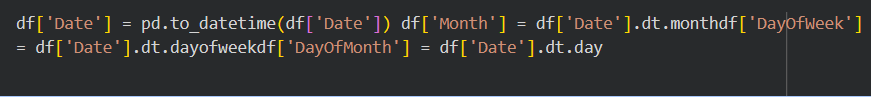 df['Date'] = pd.to_datetime(df['Date']) df['Month'] = df['Date'].dt.monthdf['DayOfWeek']
= df['Date'].dt.dayofweekdf['DayOfMonth'] = df['Date'].dt.day